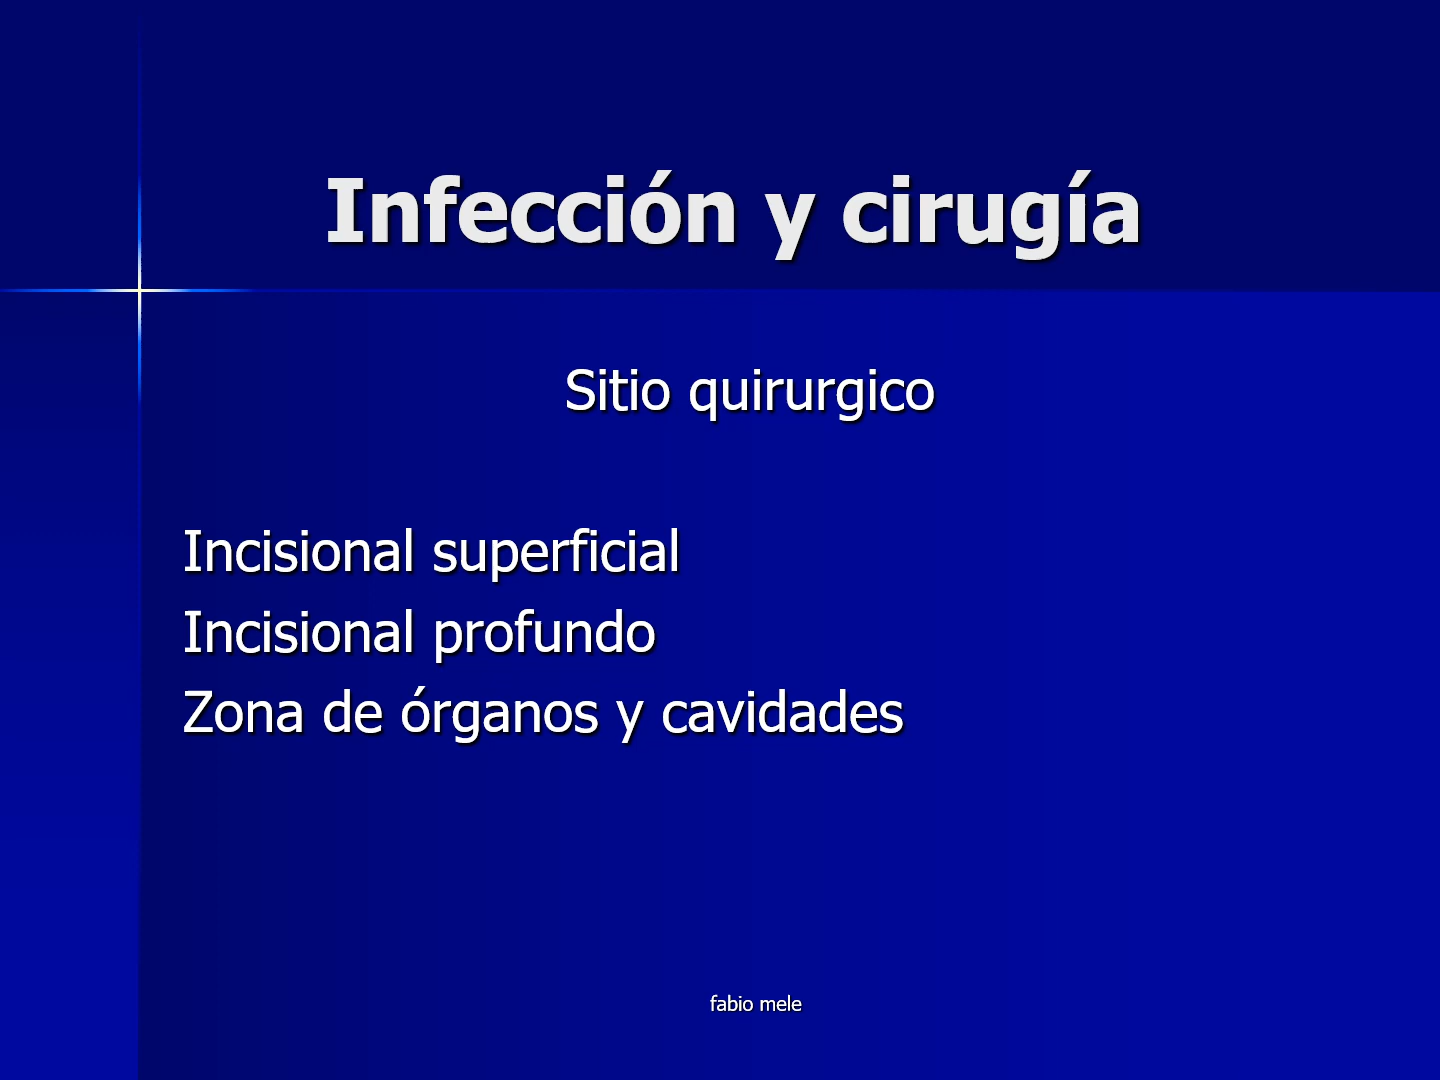 Infección y cirugía
Sitio quirurgico
Incisional superficial
Incisional profundo
Zona de órganos y cavidades
fabio mele